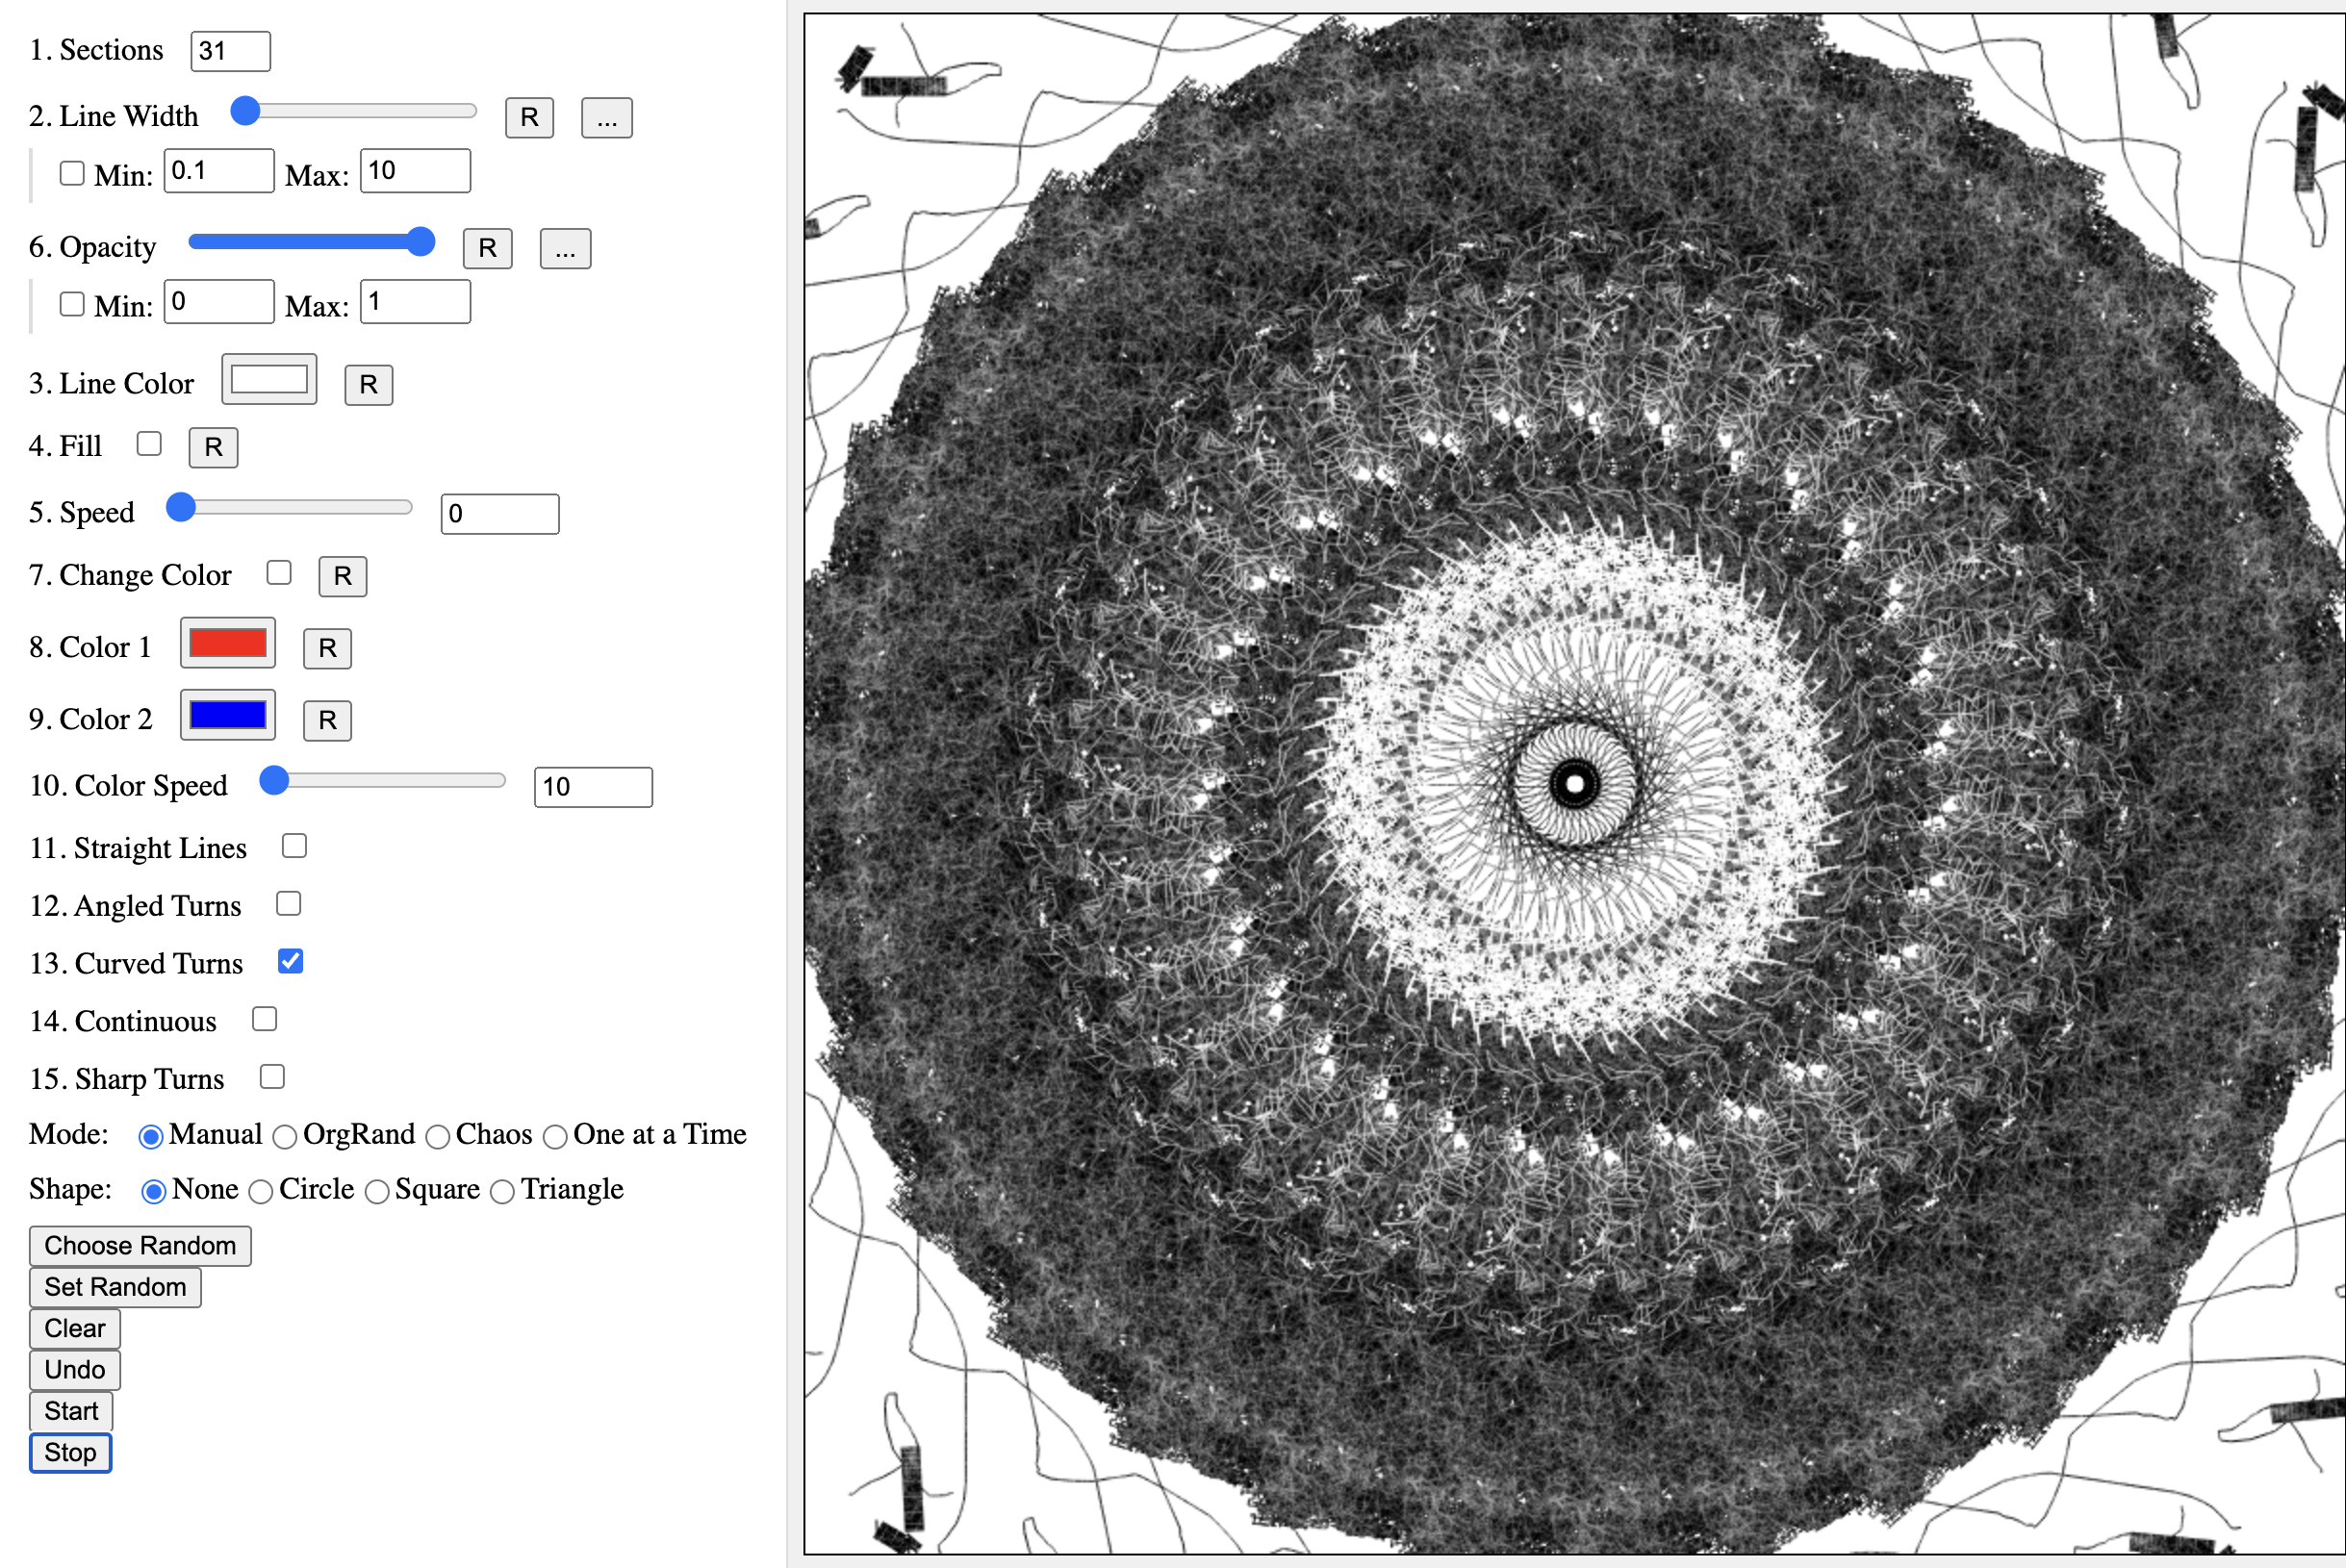 1. Sections 31
2. Line Width R ...
Min: 0.1 Max: 10
6. Opacity R ...
Min: 0 Max: 1
3. Line Color R
4. Fill R
5. Speed 0
7. Change Color R
8. Color 1 R
9. Color 2 R
10. Color Speed 10
11. Straight Lines
12. Angled Turns
13. Curved Turns
14. Continuous
15. Sharp Turns
Mode: Manual OrgRand Chaos One at a Time
Shape: None Circle Square Triangle
Choose Random
Set Random
Clear
Undo
Start
Stop